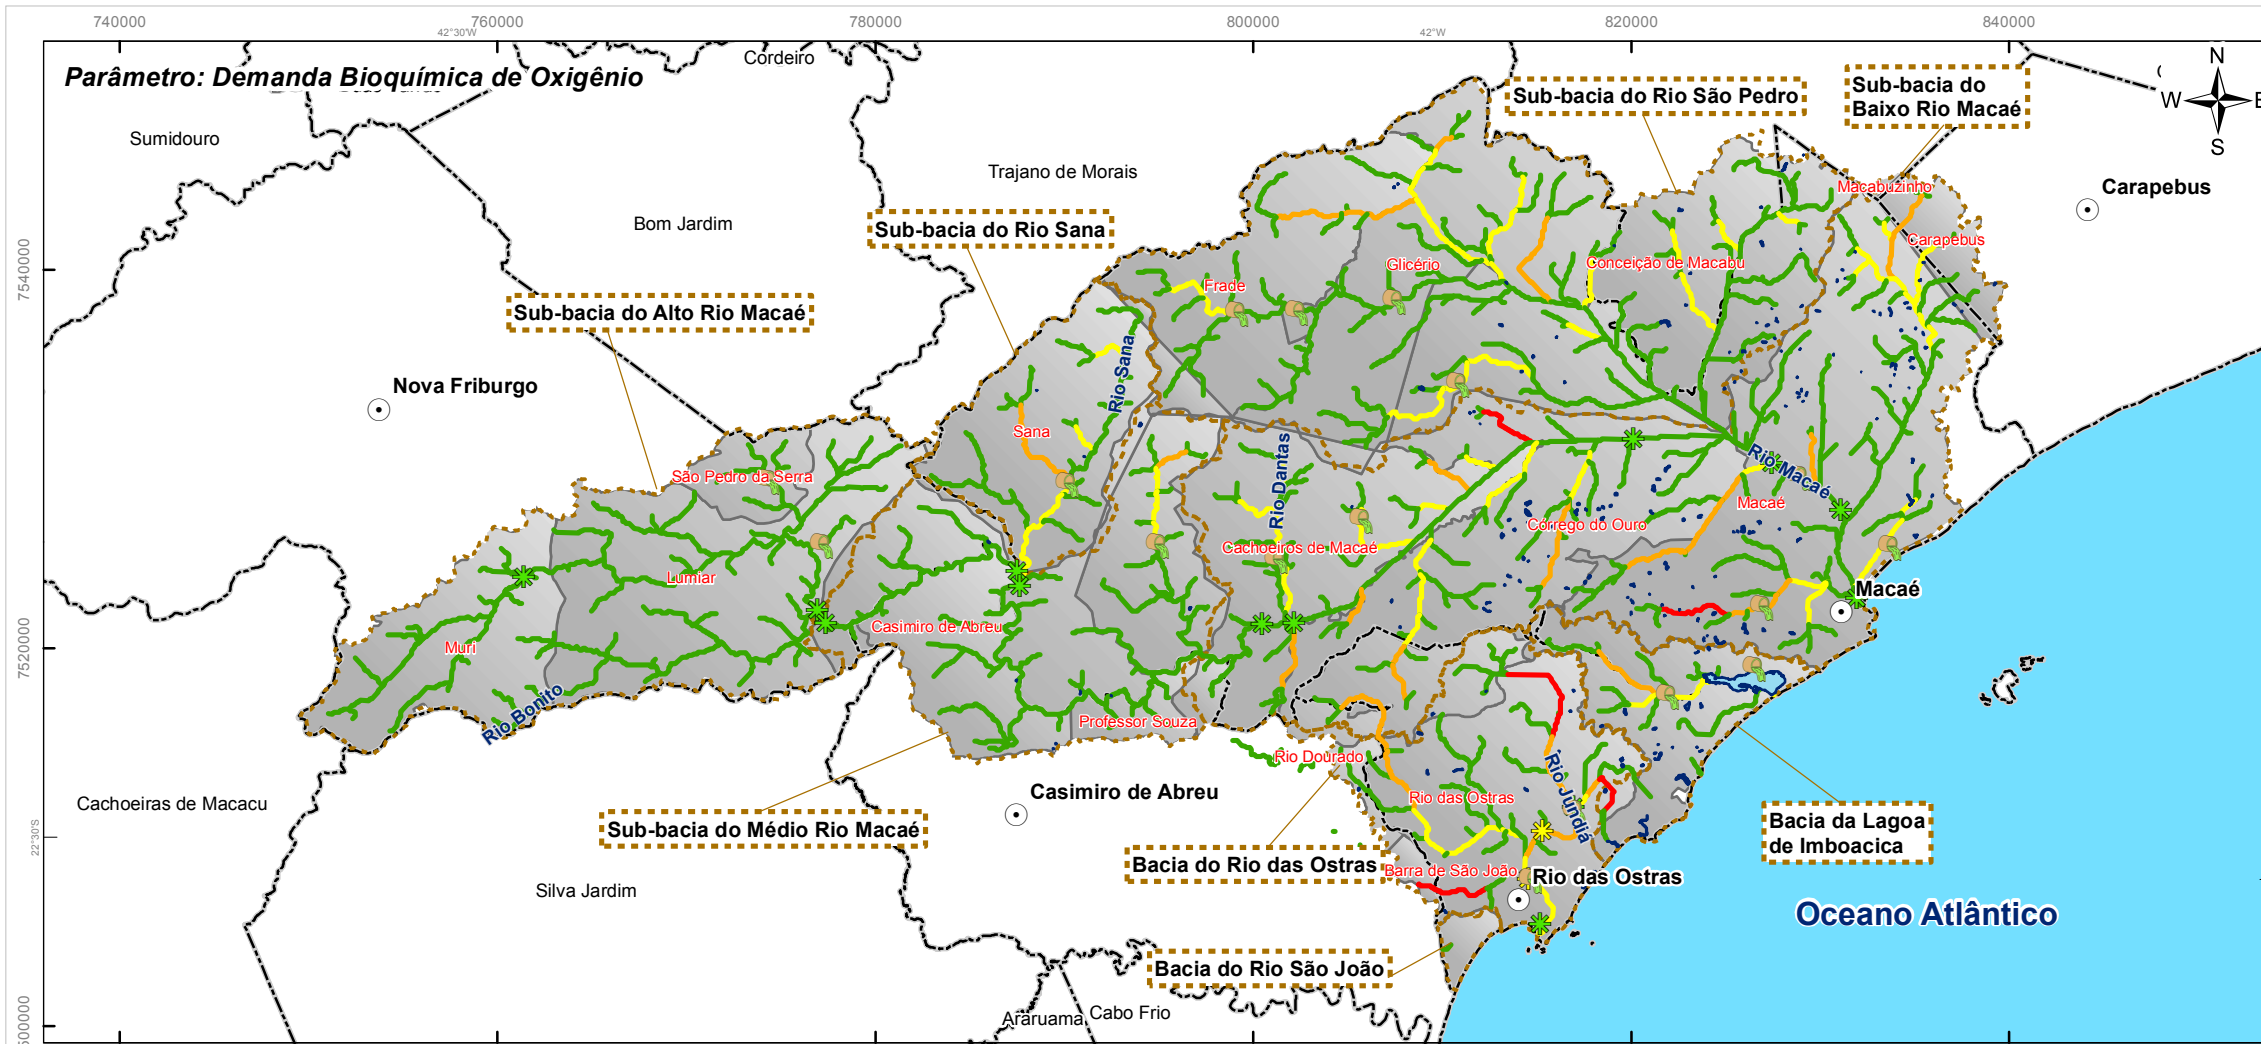 740000
760000
780000
800000
820000
840000
42°30'W
42°W
Parâmetro: Demanda Bioquímica de Oxigênio
Cordeiro
Sumidouro
Bom Jardim
Trajano de Morais
Sub-bacia do Rio São Pedro
Sub-bacia do
Baixo Rio Macaé
N
W
E
S
Carapebus
Macabuzinho
Carapebus
Sub-bacia do Rio Sana
Glicério
Conceição de Macabu
Frade
7540000
Sub-bacia do Alto Rio Macaé
Rio Sana
Nova Friburgo
Sana
São Pedro da Serra
Rio Dantas
Rio Macaé
Macaé
Córrego do Ouro
Cachoeiros de Macaé
Lumiar
Macaé
Casimiro de Abreu
Muri
7520000
Rio Bonito
Professor Souza
Rio Dourado
Rio das Ostras
Rio Jundiá
Cachoeiras de Macacu
Casimiro de Abreu
Sub-bacia do Médio Rio Macaé
Bacia da Lagoa
de Imboacica
22°30'S
Bacia do Rio das Ostras
Barra de São João
Rio das Ostras
Silva Jardim
Oceano Atlântico
Bacia do Rio São João
Araruama
Cabo Frio